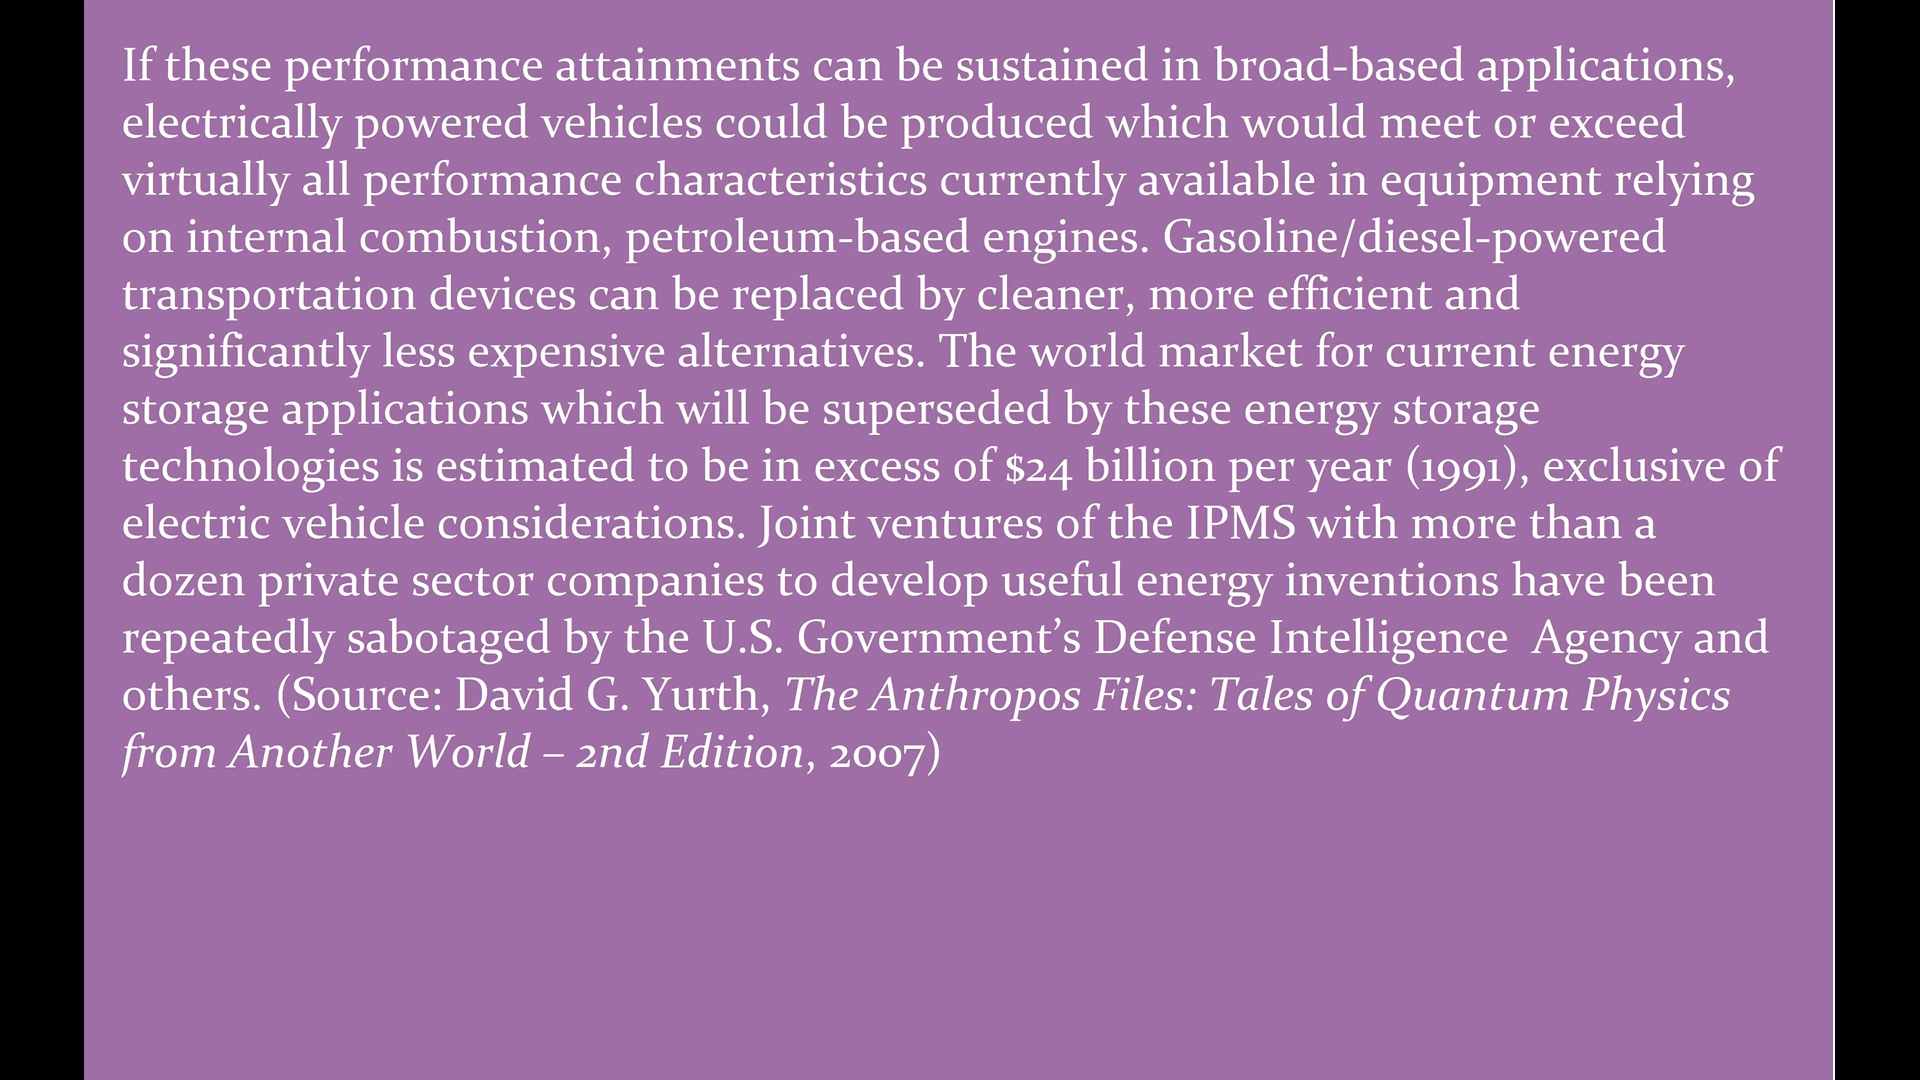 If these performance attainments can be sustained in broad-based applications,
electrically powered vehicles could be produced which would meet or exceed
virtually all performance characteristics currently available in equipment relying
on internal combustion, petroleum-based engines. Gasoline/diesel-powered
transportation devices can be replaced by cleaner, more efficient and
significantly less expensive alternatives. The world market for current energy
storage applications which will be superseded by these energy storage
technologies is estimated to be in excess of $24 billion per year (1991), exclusive of
electric vehicle considerations. Joint ventures of the IPMS with more than a
dozen private sector companies to develop useful energy inventions have been
repeatedly sabotaged by the U.S. Government’s Defense Intelligence  Agency and
others. (Source: David G. Yurth, The Anthropos Files: Tales of Quantum Physics
from Another World – 2nd Edition, 2007)